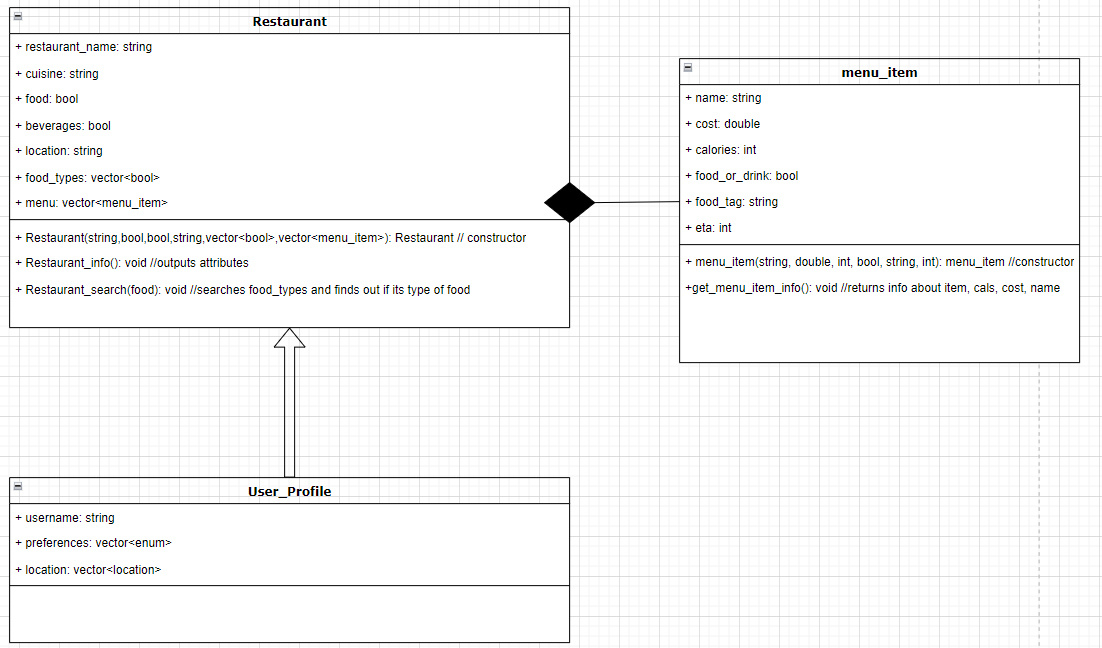 Restaurant
+ restaurant_name: string
+ cuisine: string
+ food: bool
+ beverages: bool
+ location: string
+ food_types: vector<bool>
+ menu: vector<menu_item>
+ Restaurant(string,bool,bool,string,vector<bool>,vector<menu_item>): Restaurant // constructor
+ Restaurant_info(): void //outputs attributes
+ Restaurant_search(food): void //searches food_types and finds out if its type of food
menu_item
+ name: string
+ cost: double
+ calories: int
+ food_or_drink: bool
+ food_tag: string
+ eta: int
+ menu_item(string, double, int, bool, string, int): menu_item //constructor
+get_menu_item_info(): void //returns info about item, cals, cost, name
User_Profile
+ username: string
+ preferences: vector<enum>
+ location: vector<location>